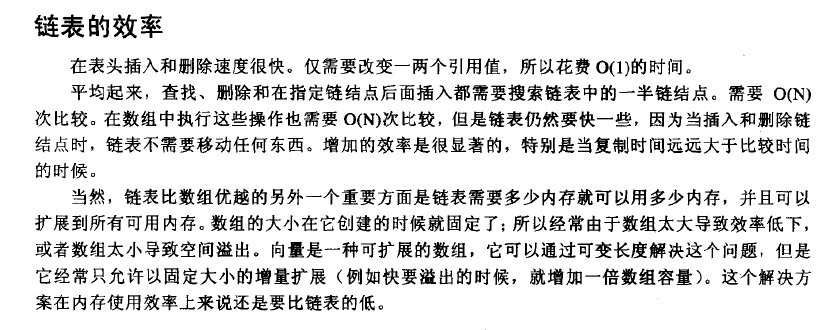 链表的效率
在表头插入和删除速度很快。仅需要改变一两个引用值，所以花费 O(1)的时间。
平均起来，查找、删除和在指定链结点后面插入都需要搜索链表中的一半链结点。需要 O(N)
次比较。在数组中执行这些操作也需要 O(N)次比较，但是链表仍然要快一些，因为当插入和删除链
结点时，链表不需要移动任何东西。增加的效率是很显著的，特别是当复制时间远远大于比较时间
的时候。
当然，链表比数组优越的另外一个重要方面是链表需要多少内存就可以用多少内存，并且可以
扩展到所有可用内存。数组的大小在它创建的时候就固定了；所以经常由于数组太大导致效率低下，
或者数组太小导致空间溢出。向量是一种可扩展的数组，它可以通过可变长度解决这个问题，但是
它经常只允许以固定大小的增量扩展（例如快要溢出的时候，就增加一倍数组容量）。这个解决方
案在内存使用效率上来说还是要比链表的低。